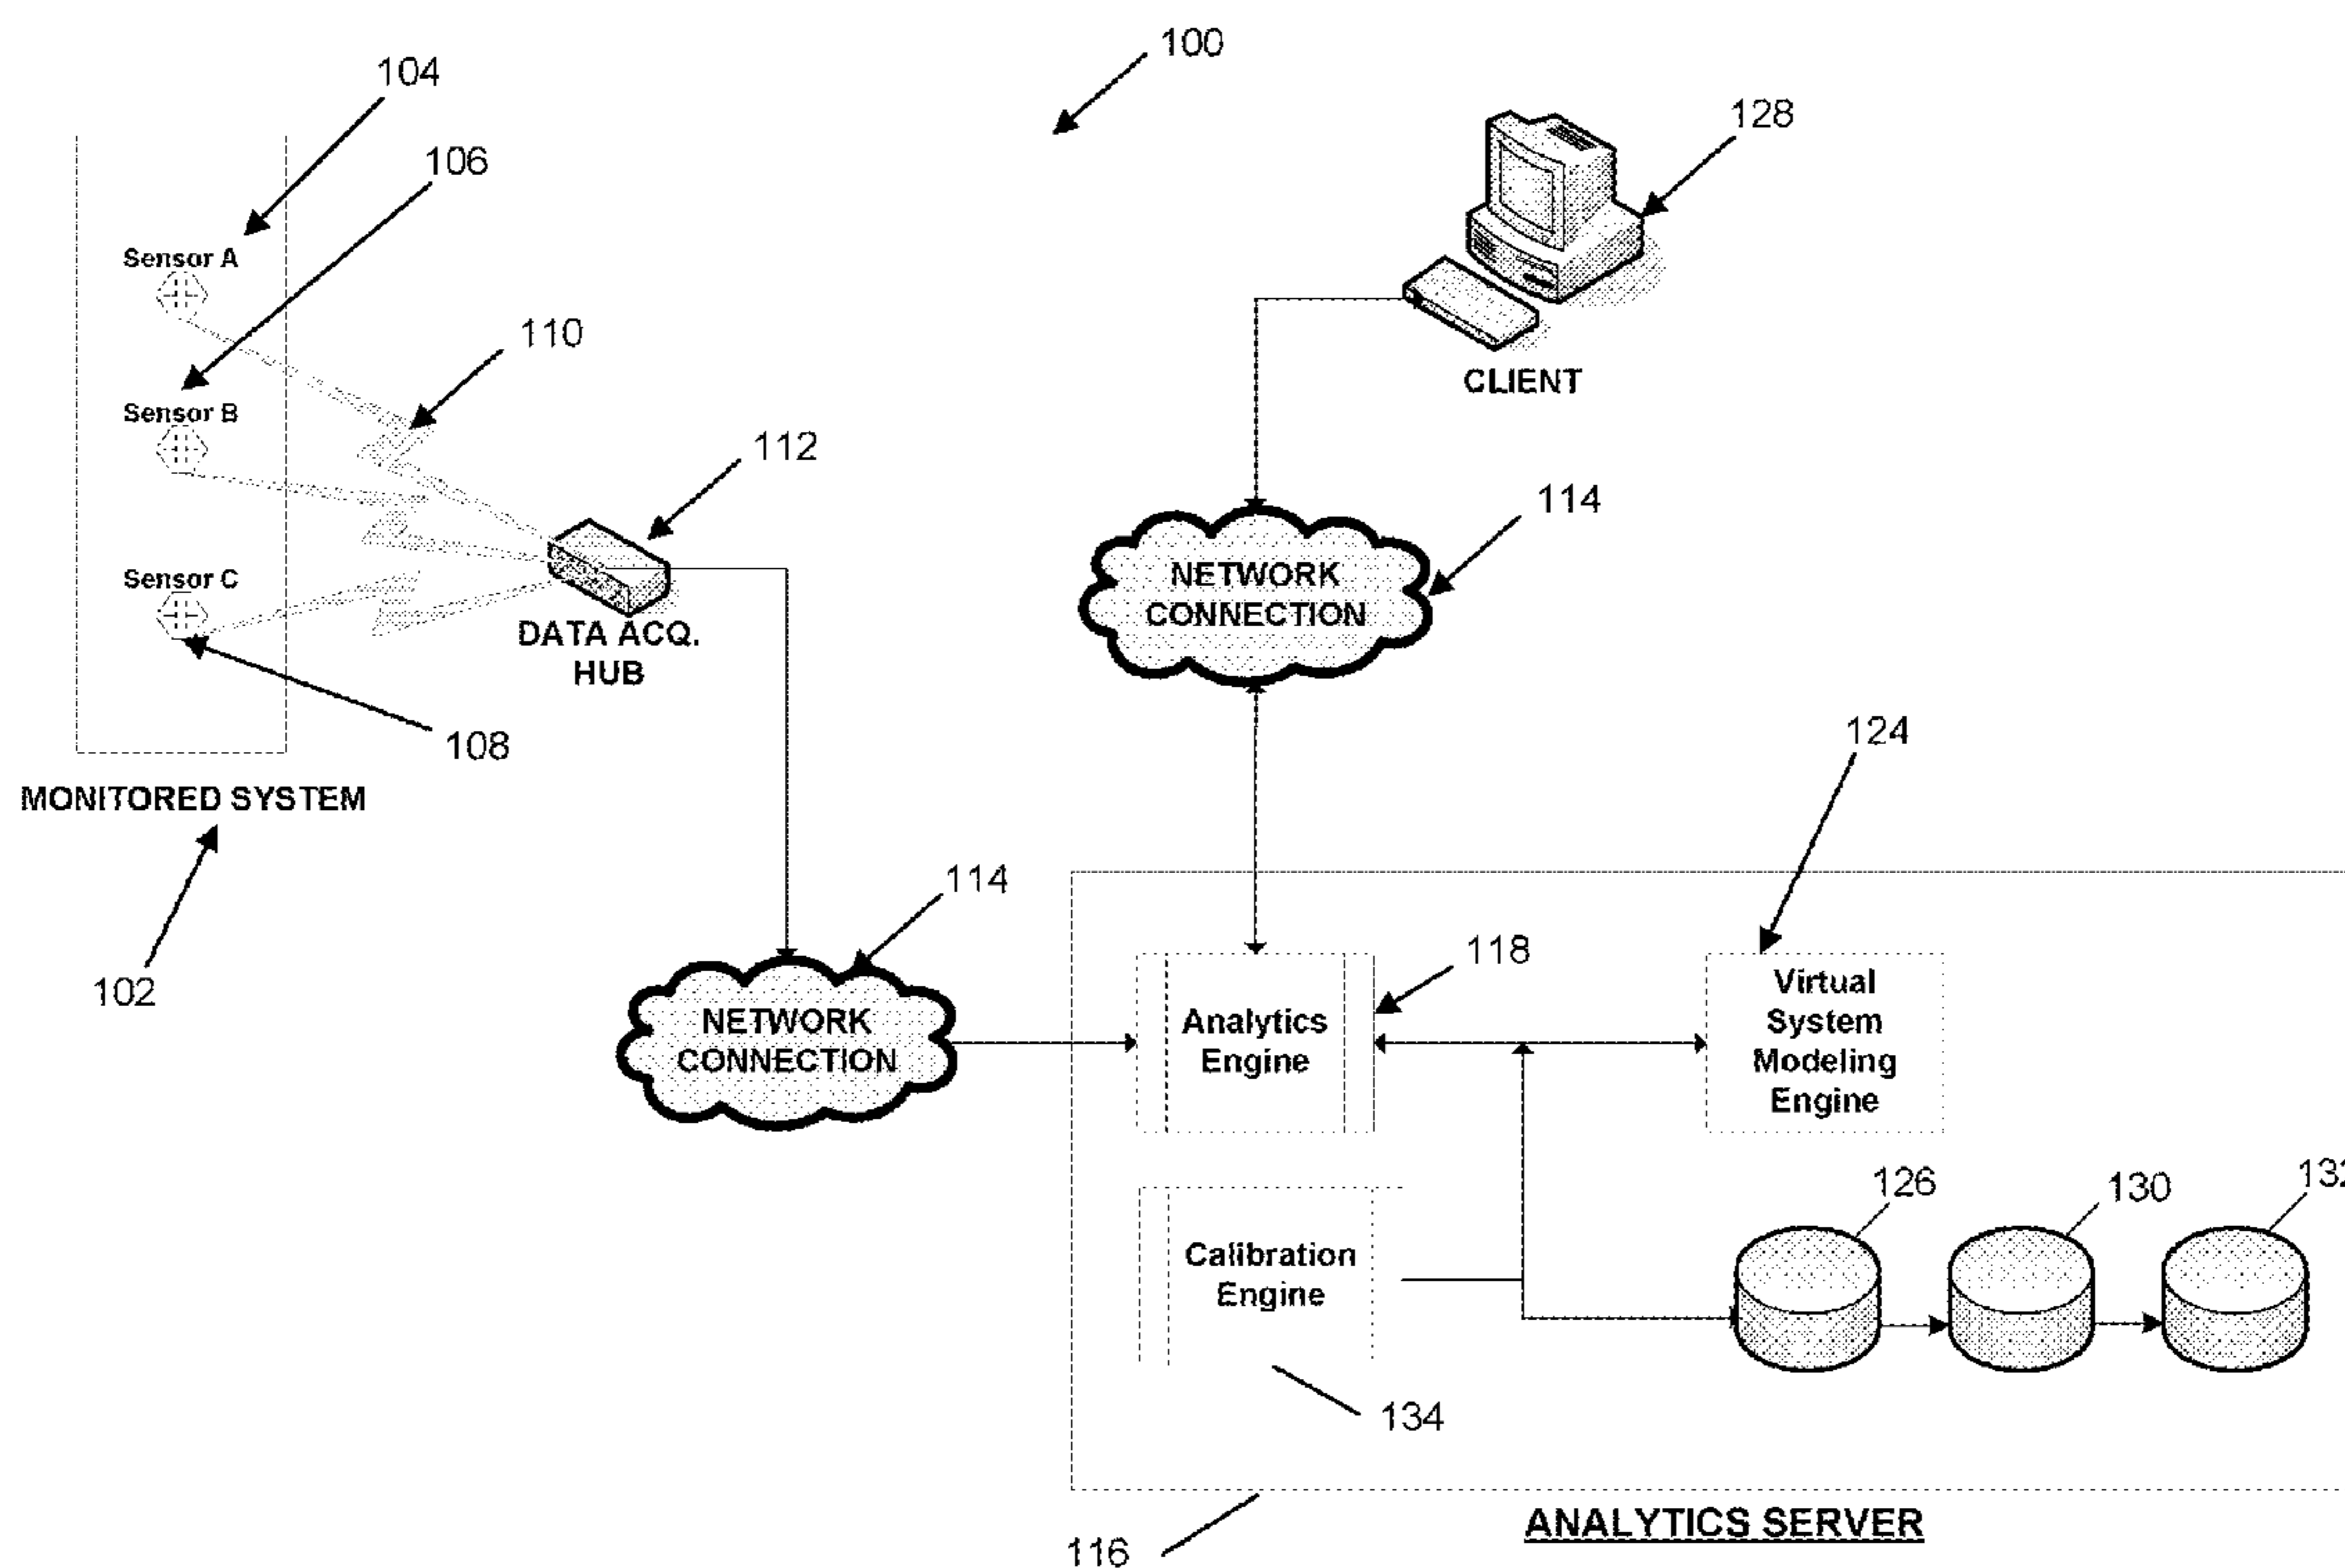 100
104
128
106
Sensor A
110
CLIENT
Sensor B
112
114
NETWORK
CONNECTION
Sensor C
DATA ACQ.
HUB
108
124
MONITORED SYSTEM
114
118
102
NETWORK
CONNECTION
Analytics
Engine
Virtual
System
Modeling
Engine
126
130
132
Calibration
Engine
134
116
ANALYTICS SERVER